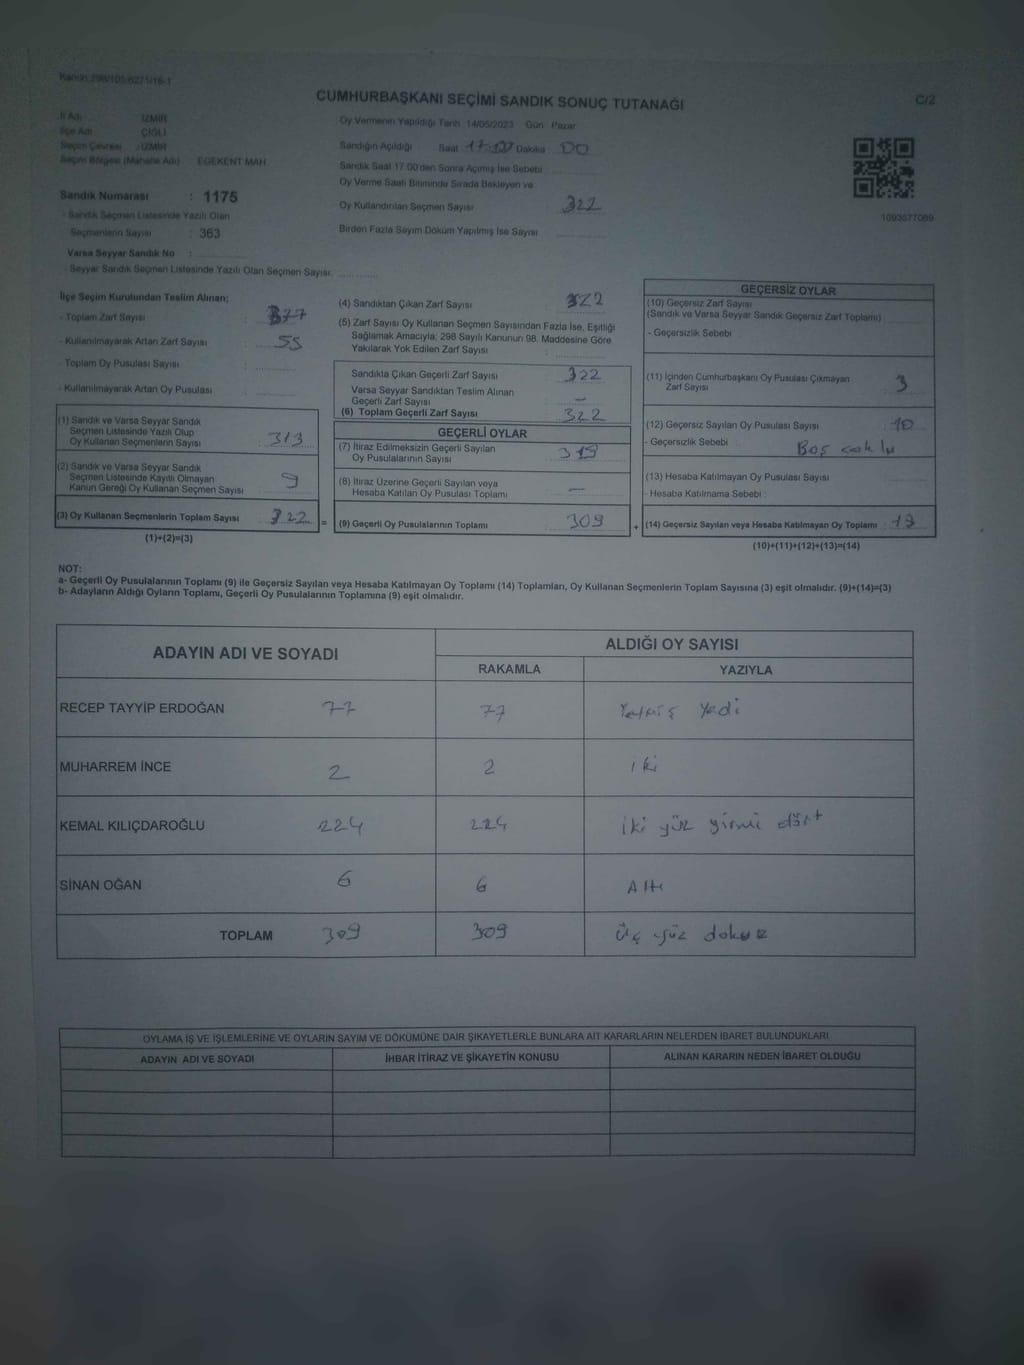 Kanun:298/105/6271/16-1
C/2
CUMHURBAŞKANI SEÇİMİ SANDIK SONUÇ TUTANAĞI
İl Adı : İZMİR
İlçe Adı : ÇİĞLİ
Seçim Çevresi : İZMİR
Seçim Bölgesi (Mahalle Adı) : EGEKENT MAH.
Sandık Numarası : 1175
- Sandık Seçmen Listesinde Yazılı Olan
Seçmenlerin Sayısı : 363
Varsa Seyyar Sandık No :
- Seyyar Sandık Seçmen Listesinde Yazılı Olan Seçmen Sayısı:
Oy Vermenin Yapıldığı Tarih 14/05/2023 Gün Pazar
Sandığın Açıldığı Saat 17:00 Dakika 00
Sandık Saat 17:00'den Sonra Açılmış İse Sebebi :
Oy Verme Saati Bitiminde Sırada Bekleyen ve
Oy Kullandırılan Seçmen Sayısı : 322
Birden Fazla Sayım Döküm Yapılmış İse Sayısı
1093577069
İlçe Seçim Kurulundan Teslim Alınan;
- Toplam Zarf Sayısı : 377
- Kullanılmayarak Artan Zarf Sayısı : 55
- Toplam Oy Pusulası Sayısı :
- Kullanılmayarak Artan Oy Pusulası :
(1) Sandık ve Varsa Seyyar Sandık
Seçmen Listesinde Yazılı Olup
Oy Kullanan Seçmenlerin Sayısı : 313
(2) Sandık ve Varsa Seyyar Sandık
Seçmen Listesinde Kayıtlı Olmayan
Kanun Gereği Oy Kullanan Seçmen Sayısı : 9
(3) Oy Kullanan Seçmenlerin Toplam Sayısı : 322 =
(1)+(2)=(3)
(4) Sandıktan Çıkan Zarf Sayısı : 322
(5) Zarf Sayısı Oy Kullanan Seçmen Sayısından Fazla İse, Eşitliği
Sağlamak Amacıyla; 298 Sayılı Kanunun 98. Maddesine Göre
Yakılarak Yok Edilen Zarf Sayısı :
Sandıkta Çıkan Geçerli Zarf Sayısı : 322
Varsa Seyyar Sandıktan Teslim Alınan
Geçerli Zarf Sayısı : —
(6) Toplam Geçerli Zarf Sayısı : 322
GEÇERLİ OYLAR
(7) İtiraz Edilmeksizin Geçerli Sayılan
Oy Pusulalarının Sayısı : 319
(8) İtiraz Üzerine Geçerli Sayılan veya
Hesaba Katılan Oy Pusulası Toplamı : —
(9) Geçerli Oy Pusulalarının Toplamı : 309 +
GEÇERSİZ OYLAR
(10) Geçersiz Zarf Sayısı
(Sandık ve Varsa Seyyar Sandık Geçersiz Zarf Toplamı) :
- Geçersizlik Sebebi :
(11) İçinden Cumhurbaşkanı Oy Pusulası Çıkmayan
Zarf Sayısı : 3
(12) Geçersiz Sayılan Oy Pusulası Sayısı : 10
- Geçersizlik Sebebi : Boş
(13) Hesaba Katılmayan Oy Pusulası Sayısı :
- Hesaba Katılmama Sebebi :
(14) Geçersiz Sayılan veya Hesaba Katılmayan Oy Toplamı : 13
(10)+(11)+(12)+(13)=(14)
NOT:
a- Geçerli Oy Pusulalarının Toplamı (9) ile Geçersiz Sayılan veya Hesaba Katılmayan Oy Toplamı (14) Toplamları, Oy Kullanan Seçmenlerin Toplam Sayısına (3) eşit olmalıdır. (9)+(14)=(3)
b- Adayların Aldığı Oyların Toplamı, Geçerli Oy Pusulalarının Toplamına (9) eşit olmalıdır.
ADAYIN ADI VE SOYADI ALDIĞI OY SAYISI
RAKAMLA YAZIYLA
RECEP TAYYİP ERDOĞAN 77 77 Yetmiş Yedi
MUHARREM İNCE 2 2 iki
KEMAL KILIÇDAROĞLU 224 224 iki yüz yirmi dört
SİNAN OĞAN 6 6 Altı
TOPLAM 309 309 üç yüz dokuz
OYLAMA İŞ VE İŞLEMLERİNE VE OYLARIN SAYIM VE DÖKÜMÜNE DAİR ŞİKAYETLERLE BUNLARA AİT KARARLARIN NELERDEN İBARET BULUNDUKLARI
ADAYIN ADI VE SOYADI İHBAR İTİRAZ VE ŞİKAYETİN KONUSU ALINAN KARARIN NEDEN İBARET OLDUĞU